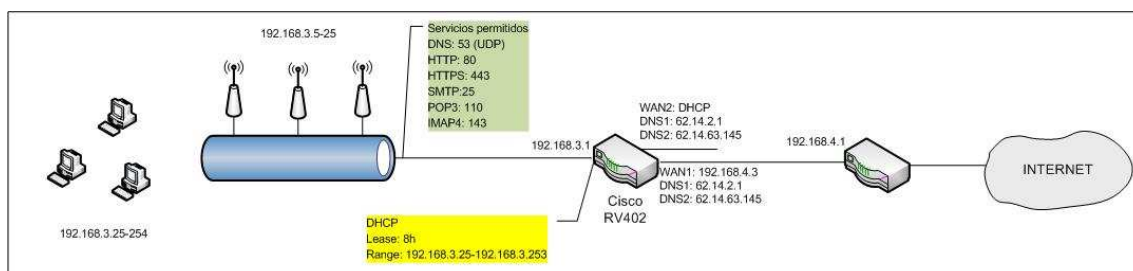 192.168.3.5-25
192.168.3.25-254
Servicios permitidos
DNS: 53 (UDP)
HTTP: 80
HTTPS: 443
SMTP:25
POP3: 110
IMAP4: 143
DHCP
Lease: 8h
Range: 192.168.3.25-192.168.3.253
192.168.3.1
Cisco
RV402
WAN2: DHCP
DNS1: 62.14.2.1
DNS2: 62.14.63.145
WAN1: 192.168.4.3
DNS1: 62.14.2.1
DNS2: 62.14.63.145
192.168.4.1
INTERNET